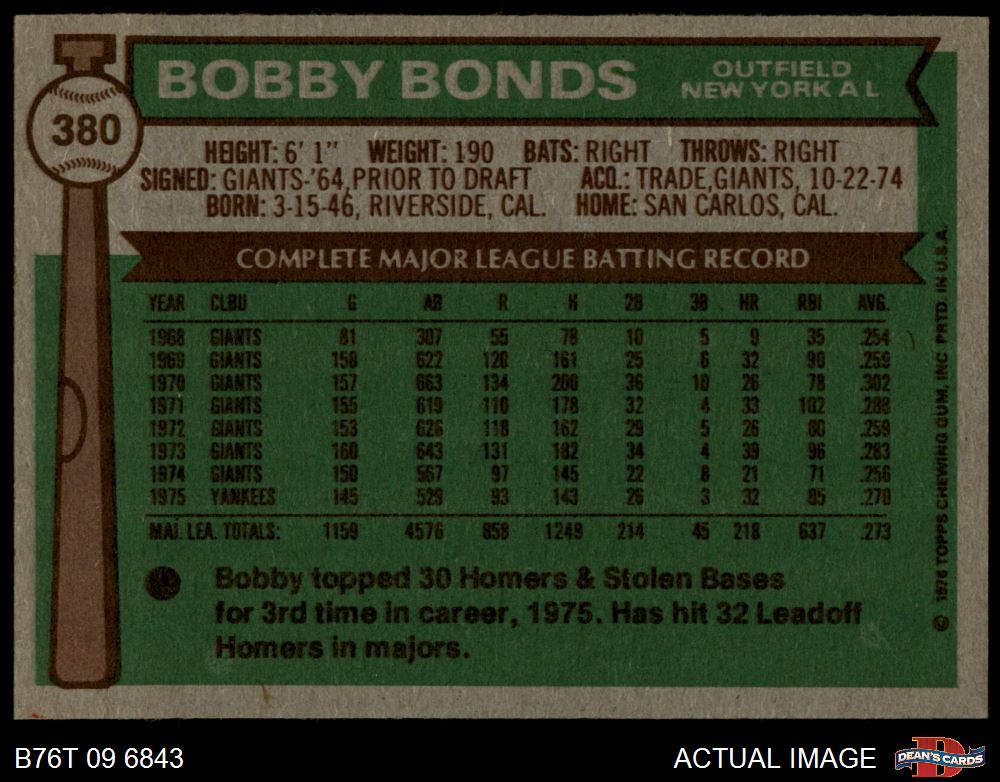 BOBBY BONDS
OUTFIELD
NEW YORK A L
380
HEIGHT: 6' 1" WEIGHT: 190 BATS: RIGHT THROWS: RIGHT
SIGNED: GIANTS-'64, PRIOR TO DRAFT ACQ.: TRADE, GIANTS, 10-22-74
BORN: 3-15-46, RIVERSIDE, CAL. HOME: SAN CARLOS, CAL.
COMPLETE MAJOR LEAGUE BATTING RECORD
YEAR CLBU G AB R H 2B 3B HR RBI AVG.
1968 GIANTS 81 307 55 78 10 5 9 35 .254
1969 GIANTS 158 622 120 161 25 6 32 90 .259
1970 GIANTS 157 663 134 200 36 10 26 78 .302
1971 GIANTS 155 619 110 178 32 4 33 102 .288
1972 GIANTS 153 626 118 162 29 5 26 80 .259
1973 GIANTS 160 643 131 182 34 4 39 96 .283
1974 GIANTS 150 567 97 145 22 8 21 71 .256
1975 YANKEES 145 529 93 143 26 3 32 85 .270
MAJ. LEA. TOTALS: 1159 4576 858 1249 214 45 218 637 .273
Bobby topped 30 Homers & Stolen Bases
for 3rd time in career, 1975. Has hit 32 Leadoff
Homers in majors.
© 1976 TOPPS CHEWING GUM, INC. PRTD. IN U.S.A.
B76T 09 6843
ACTUAL IMAGE
D
DEAN'S CARDS